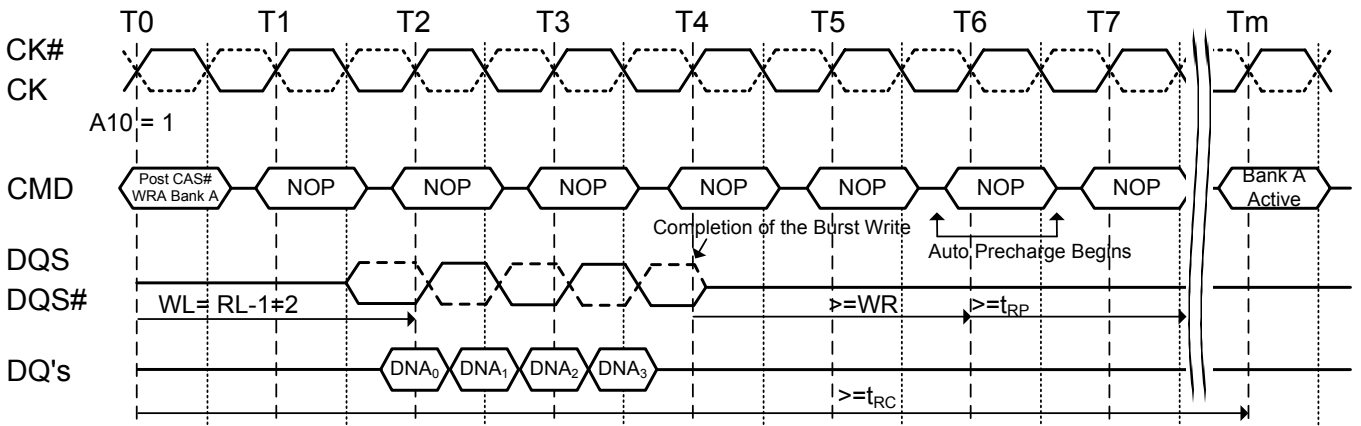 T0 T1 T2 T3 T4 T5 T6 T7 Tm
CK#
CK
A10 = 1
CMD
Post CAS#
WRA Bank A
NOP NOP NOP NOP NOP NOP NOP
Bank A
Active
Completion of the Burst Write
Auto Precharge Begins
DQS
DQS#
WL= RL-1=2
>=WR
>=tRP
DQ's
DNA0 DNA1 DNA2 DNA3
>=tRC